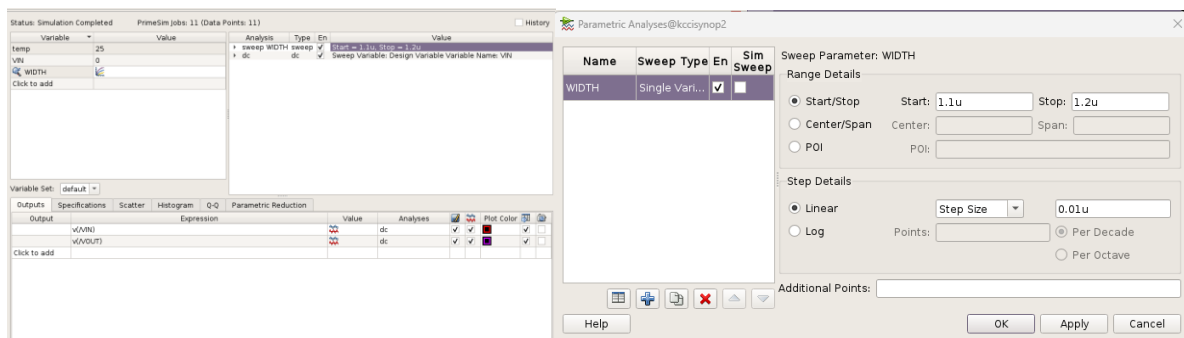 Status: Simulation Completed PrimeSim Jobs: 11 (Data Points: 11) History
Variable Value
temp 25
VIN 0
WIDTH
Click to add
Analysis Type En Value
sweep WIDTH sweep Start = 1.1u, Stop = 1.2u
dc dc Sweep Variable: Design Variable Variable Name: VIN
Variable Set: default
Outputs Specifications Scatter Histogram Q-Q Parametric Reduction
Output Expression Value Analyses Plot Color
v(/VIN) dc
v(/VOUT) dc
Click to add
Parametric Analyses@kccisynop2
Name Sweep Type En Sim Sweep
WIDTH Single Vari...
Sweep Parameter: WIDTH
Range Details
Start/Stop Start: 1.1u Stop: 1.2u
Center/Span Center: Span:
POI POI:
Step Details
Linear Step Size 0.01u
Log Points: Per Decade
Per Octave
Additional Points:
Help OK Apply Cancel